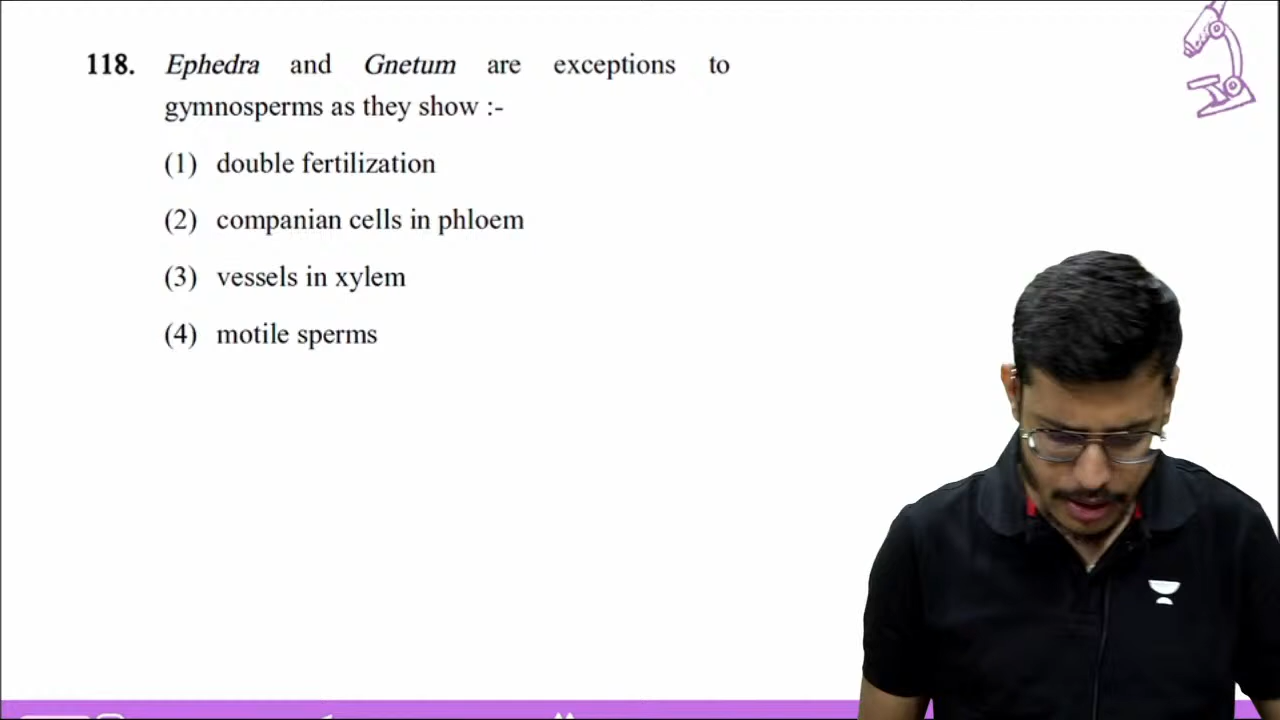 118. Ephedra and Gnetum are exceptions to
gymnosperms as they show :-
(1) double fertilization
(2) companian cells in phloem
(3) vessels in xylem
(4) motile sperms